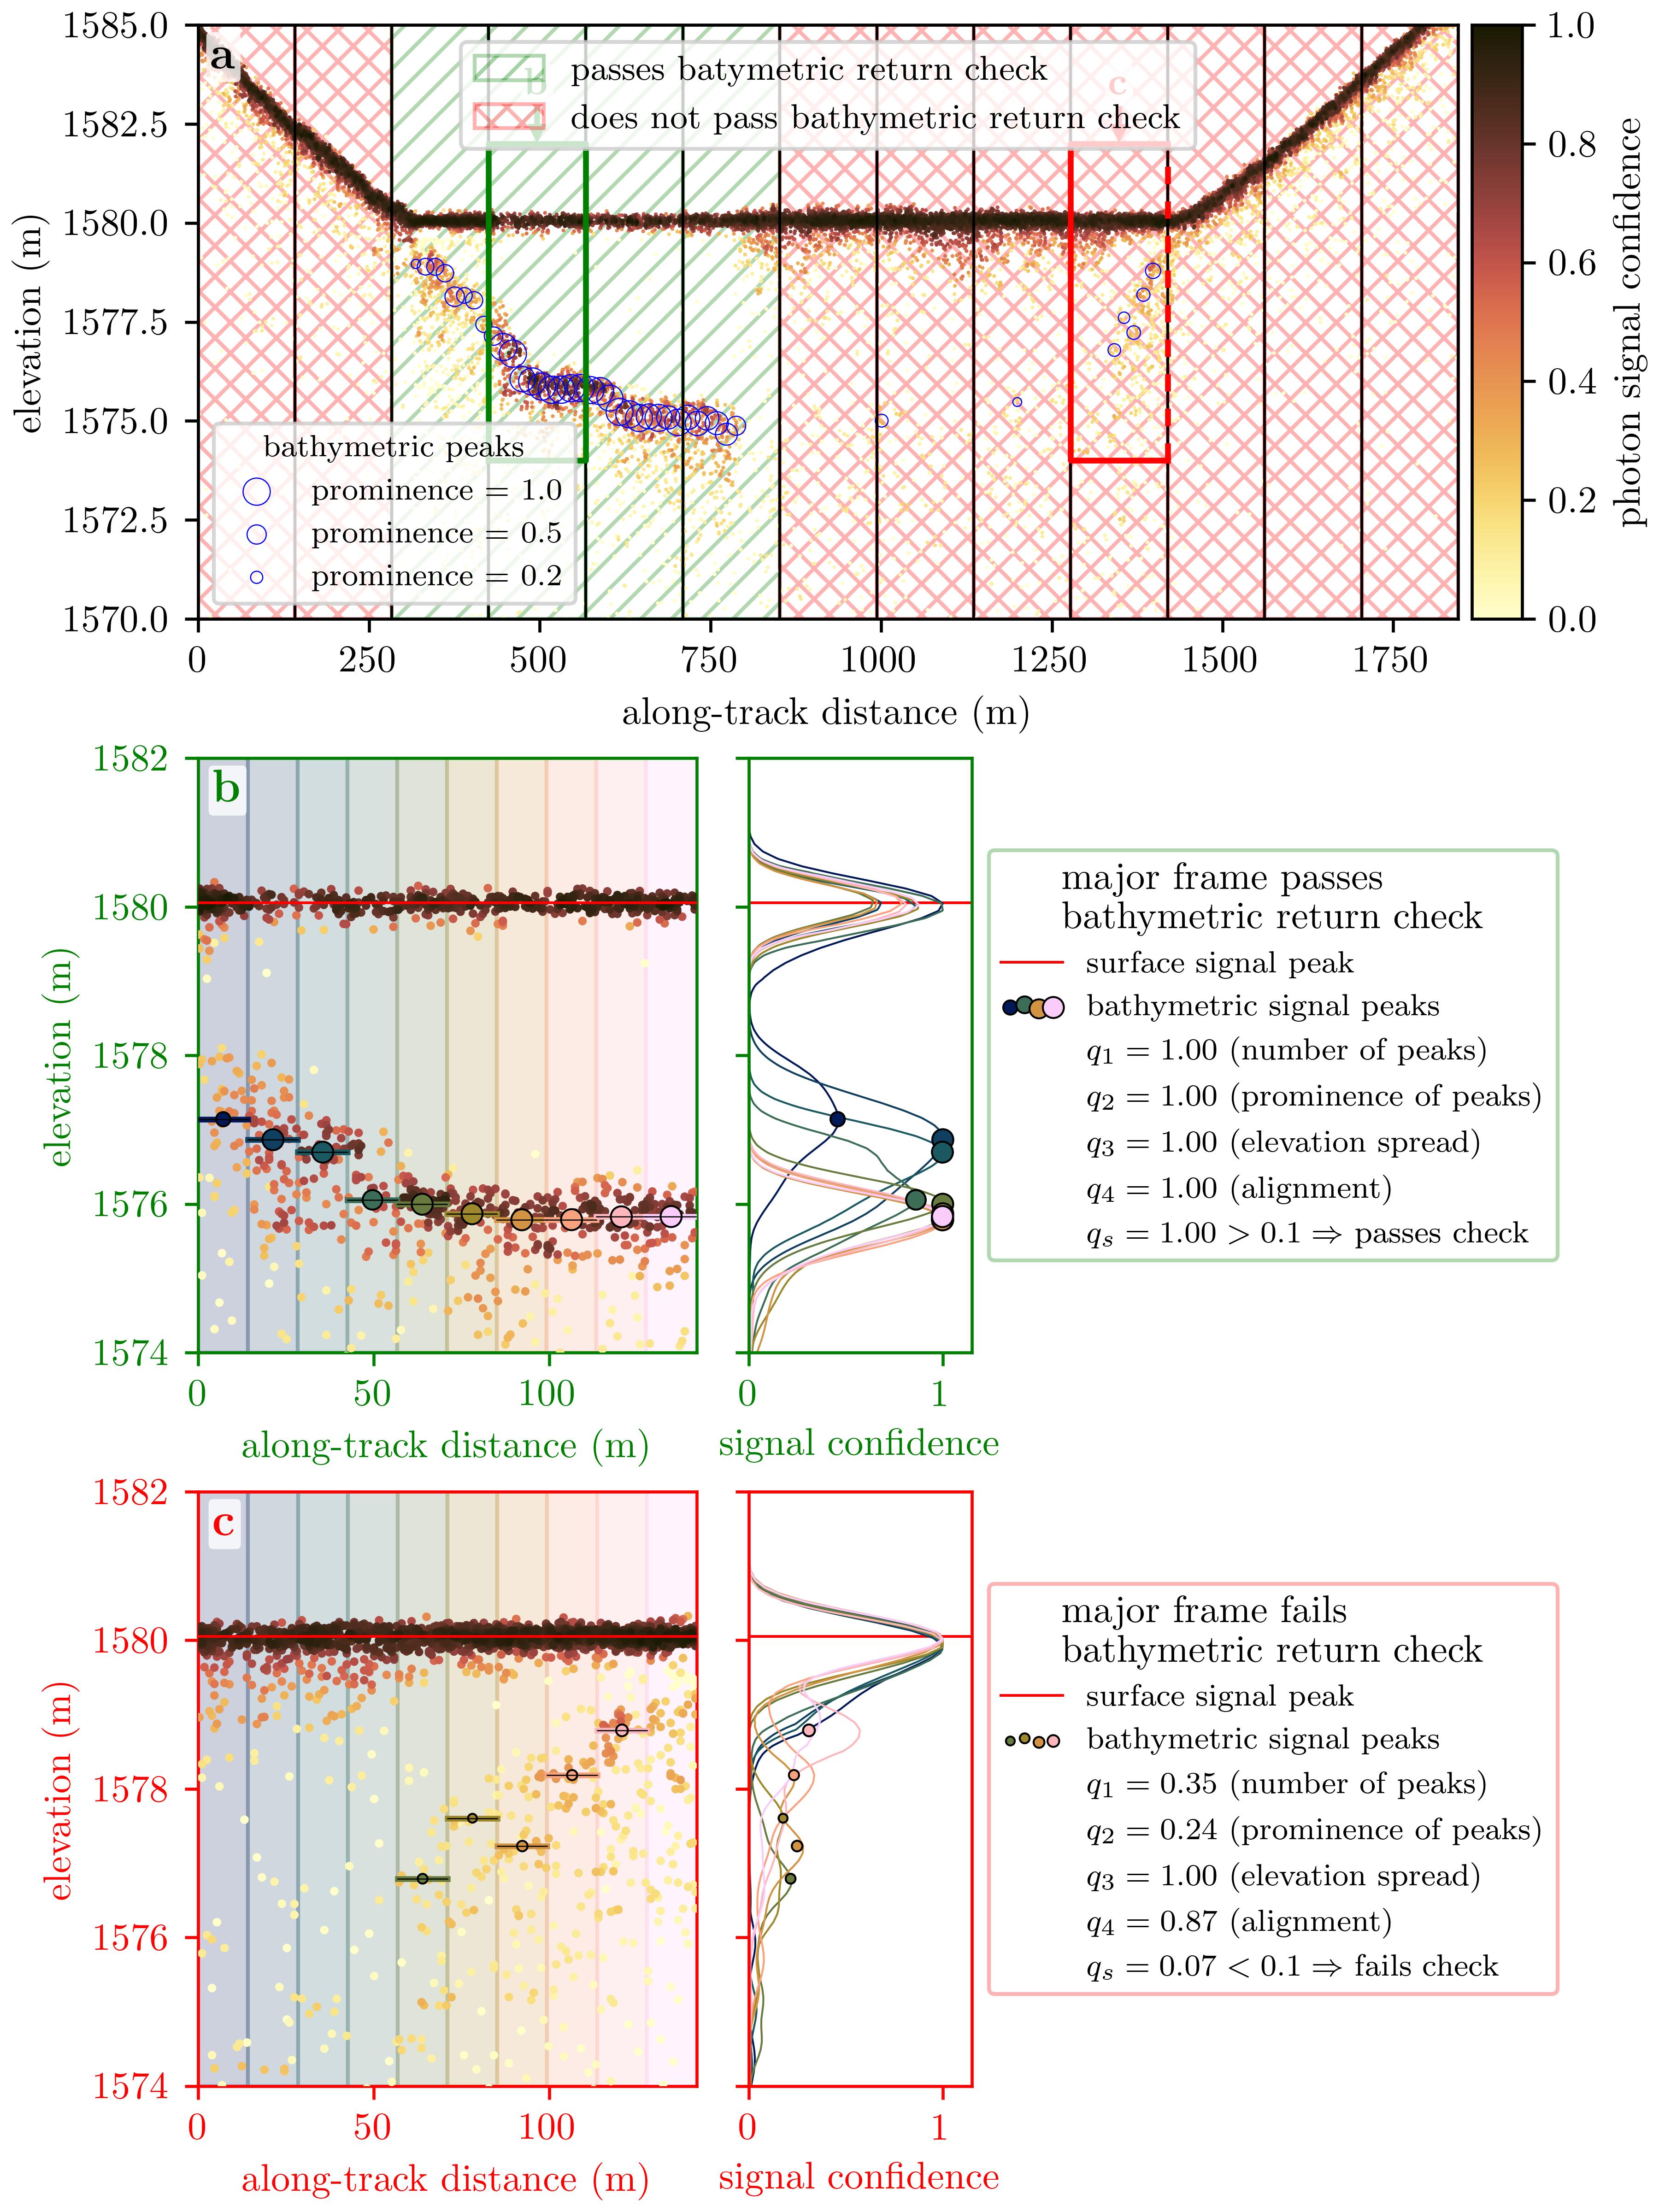 a
passes batymetric return check
does not pass bathymetric return check
b
c
1585.0
1582.5
1580.0
1577.5
1575.0
1572.5
1570.0
elevation (m)
bathymetric peaks
prominence = 1.0
prominence = 0.5
prominence = 0.2
0 250 500 750 1000 1250 1500 1750
along-track distance (m)
1.0
0.8
0.6
0.4
0.2
0.0
photon signal confidence
b
1582
1580
1578
1576
1574
elevation (m)
0 50 100
along-track distance (m)
0 1
signal confidence
major frame passes
bathymetric return check
surface signal peak
bathymetric signal peaks
q₁ = 1.00 (number of peaks)
q₂ = 1.00 (prominence of peaks)
q₃ = 1.00 (elevation spread)
q₄ = 1.00 (alignment)
qₛ = 1.00 > 0.1 ⇒ passes check
c
1582
1580
1578
1576
1574
elevation (m)
0 50 100
along-track distance (m)
0 1
signal confidence
major frame fails
bathymetric return check
surface signal peak
bathymetric signal peaks
q₁ = 0.35 (number of peaks)
q₂ = 0.24 (prominence of peaks)
q₃ = 1.00 (elevation spread)
q₄ = 0.87 (alignment)
qₛ = 0.07 < 0.1 ⇒ fails check